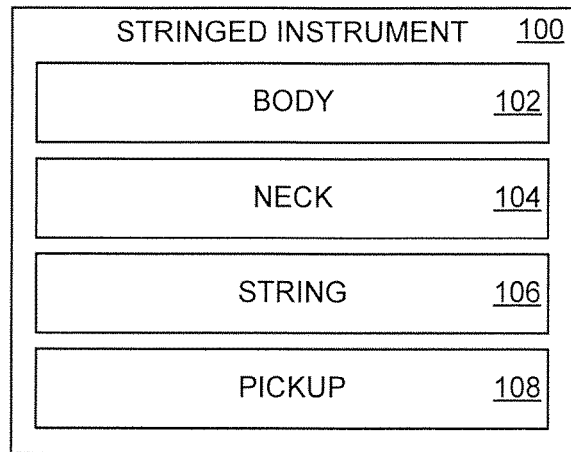 STRINGED INSTRUMENT 100
BODY 102
NECK 104
STRING 106
PICKUP 108